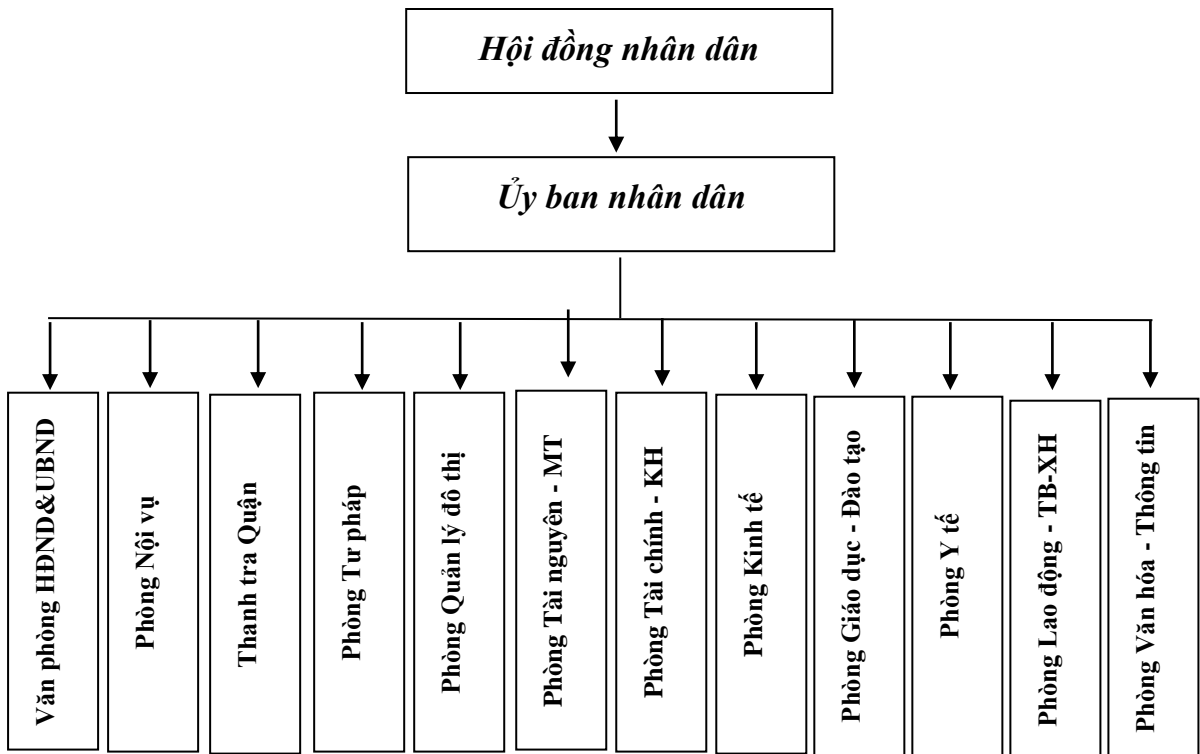 Hội đồng nhân dân
Ủy ban nhân dân
Văn phòng HĐND&UBND
Phòng Nội vụ
Thanh tra Quận
Phòng Tư pháp
Phòng Quản lý đô thị
Phòng Tài nguyên - MT
Phòng Tài chính - KH
Phòng Kinh tế
Phòng Giáo dục - Đào tạo
Phòng Y tế
Phòng Lao động - TB-XH
Phòng Văn hóa - Thông tin